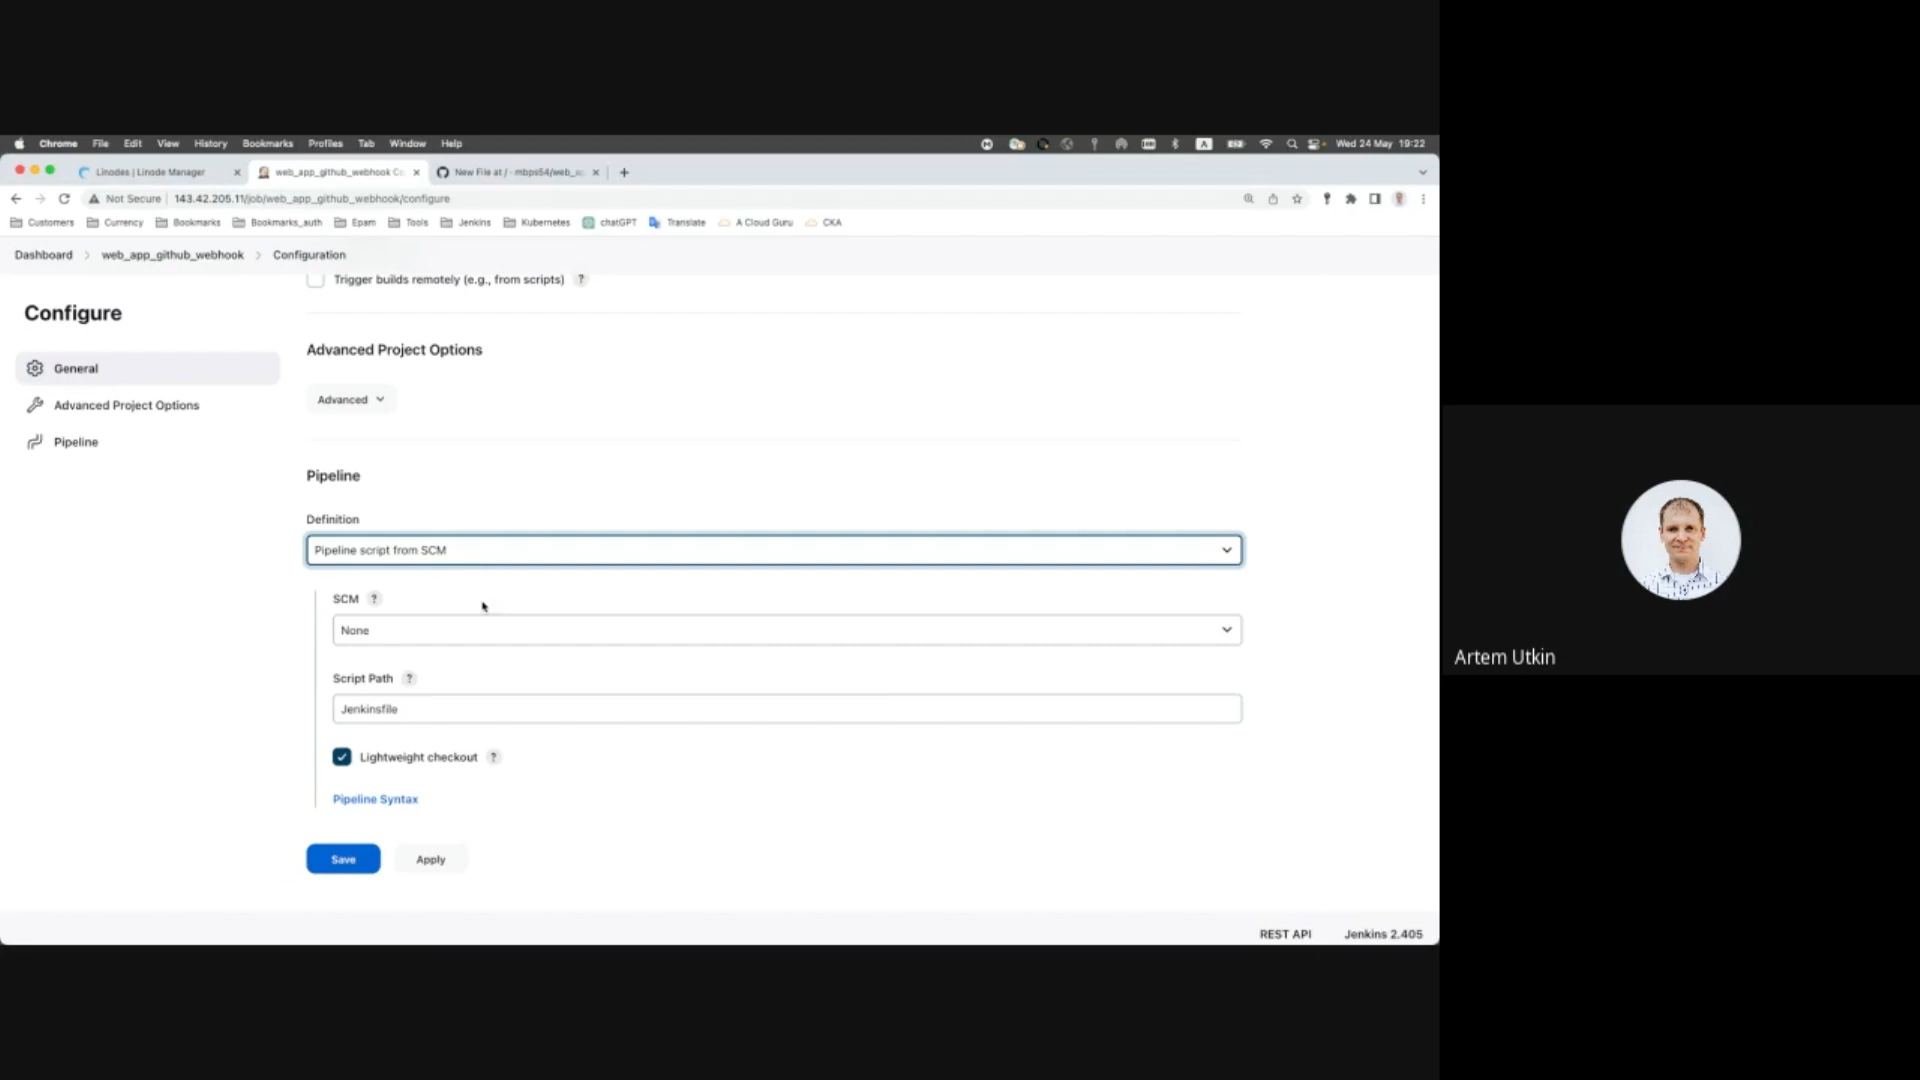 Chrome File Edit View History Bookmarks Profiles Tab Window Help Wed 24 May 19:22
Linodes | Linode Manager web_app_github_webhook Co New File at / · mbps54/web_a
Not Secure 143.42.205.11/job/web_app_github_webhook/configure
Customers Currency Bookmarks Bookmarks_auth Epam Tools Jenkins Kubernetes chatGPT Translate A Cloud Guru CKA
Dashboard > web_app_github_webhook > Configuration
Trigger builds remotely (e.g., from scripts) ?
Configure
Advanced Project Options
General
Advanced
Advanced Project Options
Pipeline
Pipeline
Definition
Pipeline script from SCM
SCM ?
None
Script Path ?
Jenkinsfile
Lightweight checkout ?
Pipeline Syntax
Save Apply
REST API Jenkins 2.405
Artem Utkin